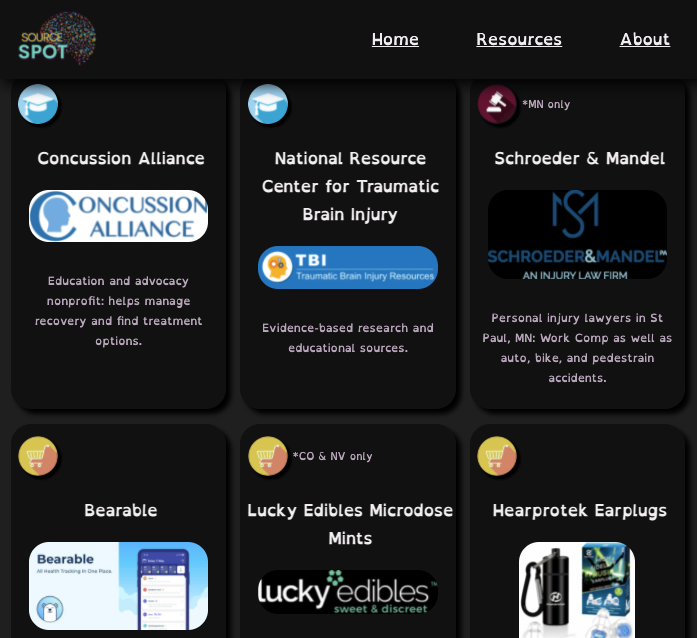 SOURCE
SPOT
Home
Resources
About
*MN only
Concussion Alliance
CONCUSSION
ALLIANCE
Education and advocacy
nonprofit: helps manage
recovery and find treatment
options.
National Resource
Center for Traumatic
Brain Injury
TBI
Traumatic Brain Injury Resources
Evidence-based research and
educational sources.
Schroeder & Mandel
SCHROEDER&MANDEL
AN INJURY LAW FIRM
Personal injury lawyers in St
Paul, MN: Work Comp as well as
auto, bike, and pedestrain
accidents.
*CO & NV only
Bearable
Bearable
All Health Tracking In One Place.
Lucky Edibles Microdose
Mints
lucky edibles™
sweet & discreet
Hearprotek Earplugs